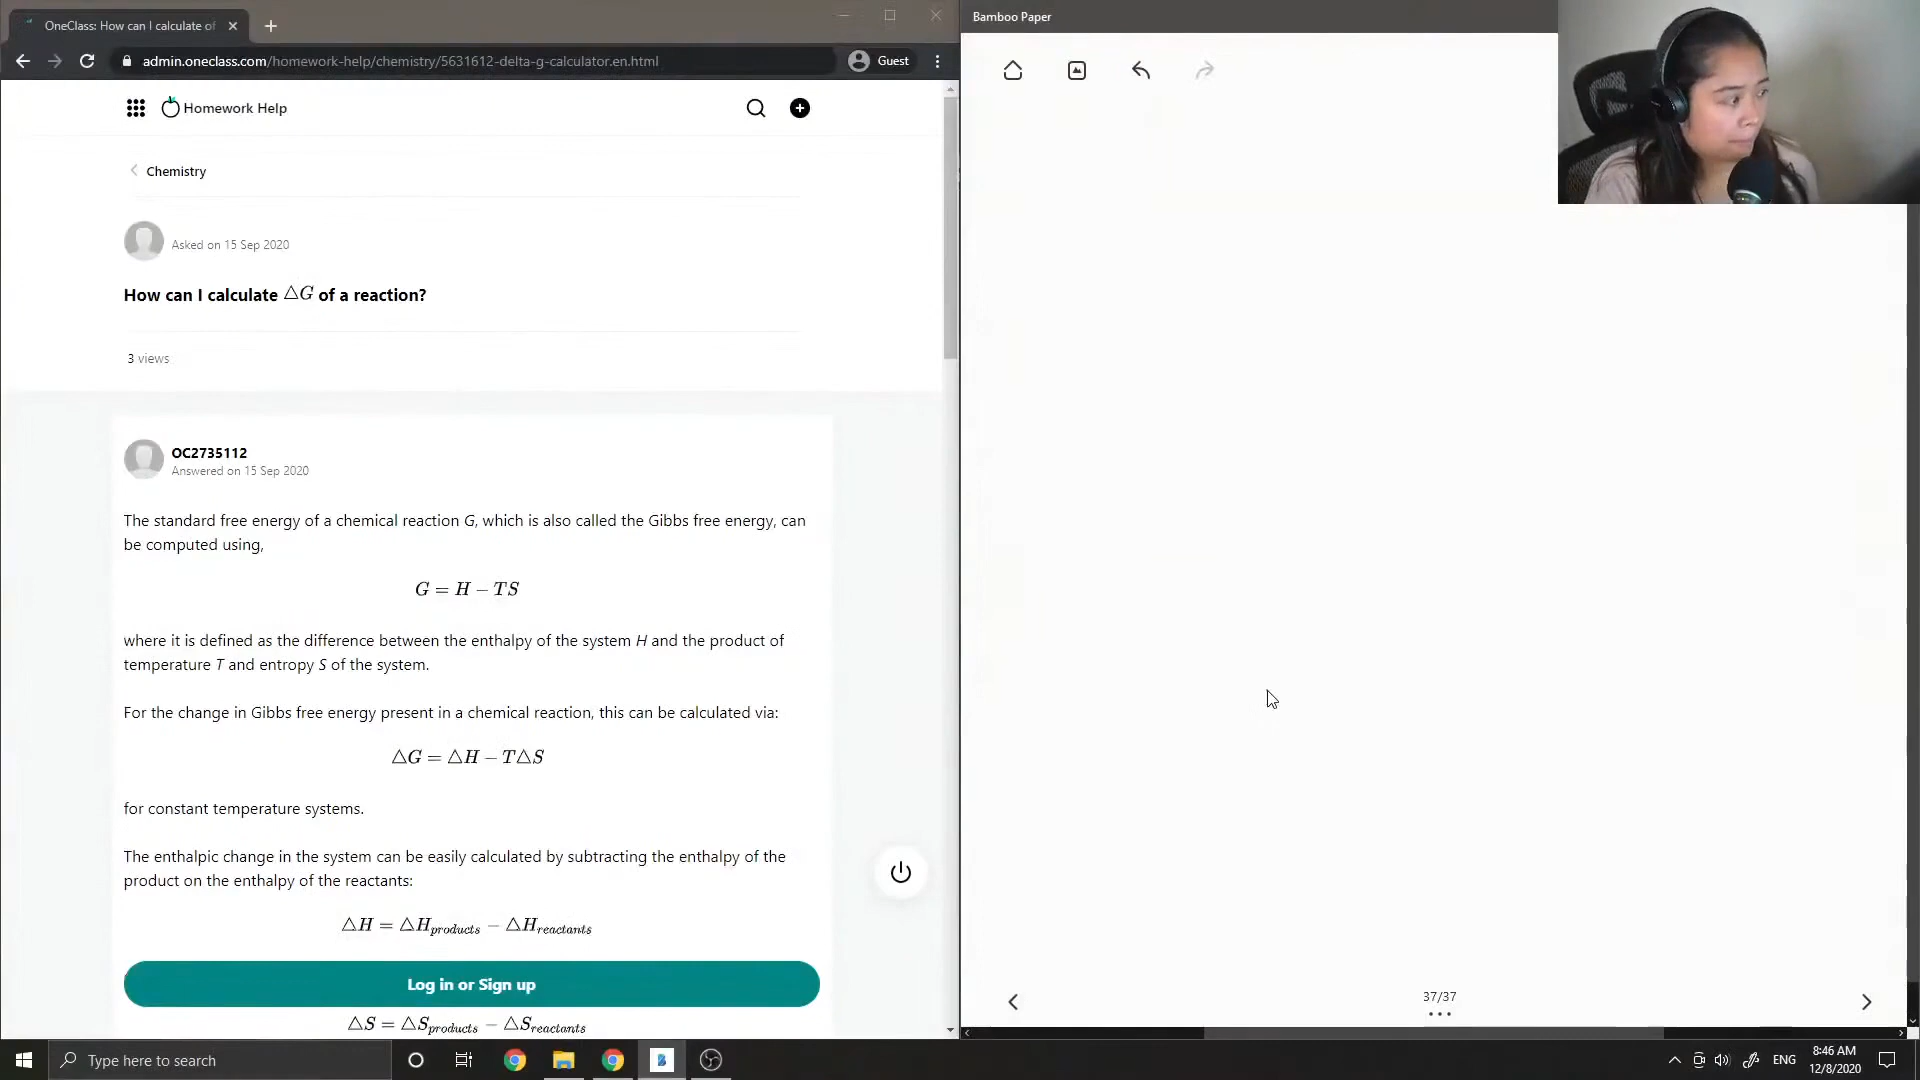 OneClass: How can I calculate of
Bamboo Paper
admin.oneclass.com/homework-help/chemistry/5631612-delta-g-calculator.en.html
Guest
Homework Help
Chemistry
Asked on 15 Sep 2020
How can I calculate △G of a reaction?
3 views
OC2735112
Answered on 15 Sep 2020
The standard free energy of a chemical reaction G, which is also called the Gibbs free energy, can
be computed using,
G = H − TS
where it is defined as the difference between the enthalpy of the system H and the product of
temperature T and entropy S of the system.
For the change in Gibbs free energy present in a chemical reaction, this can be calculated via:
△G = △H − T△S
for constant temperature systems.
The enthalpic change in the system can be easily calculated by subtracting the enthalpy of the
product on the enthalpy of the reactants:
△H = △Hproducts − △Hreactants
Log in or Sign up
△S = △Sproducts − △Sreactants
37/37
Type here to search
ENG
8:46 AM
12/8/2020